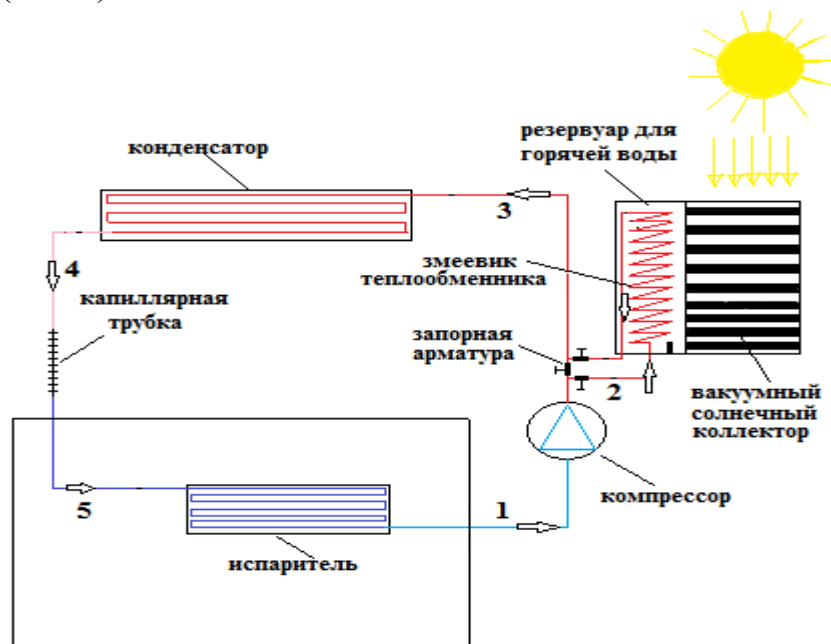 конденсатор
резервуар для
горячей воды
3
змеевик
теплообменника
4
капиллярная
трубка
запорная
арматура
2
вакуумный
солнечный
коллектор
компрессор
5
1
испаритель